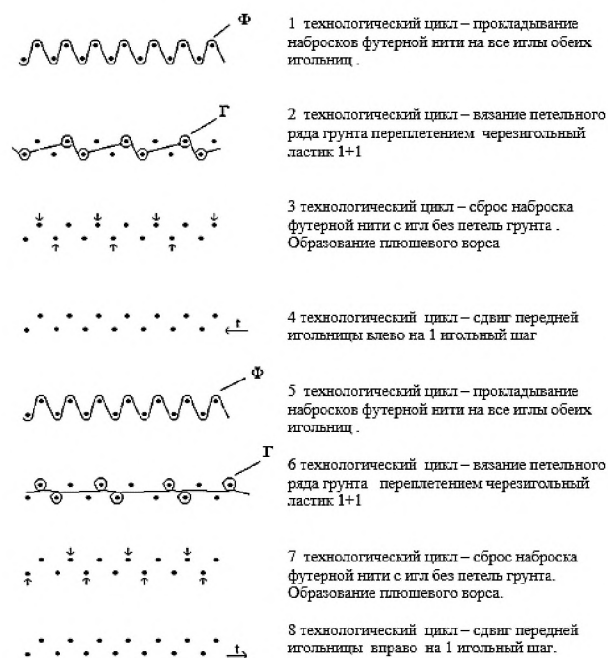 Ф
1 технологический цикл – прокладывание
набросков футерной нити на все иглы обеих
игольниц .
Г
2 технологический цикл – вязание петельного
ряда грунта переплетением черезигольный
ластик 1+1
3 технологический цикл – сброс наброска
футерной нити с игл без петель грунта .
Образование плюшевого ворса
t
4 технологический цикл – сдвиг передней
игольницы влево на 1 игольный шаг
Ф
5 технологический цикл – прокладывание
набросков футерной нити на все иглы обеих
игольниц .
Г
6 технологический цикл – вязание петельного
ряда грунта переплетением черезигольный
ластик 1+1
7 технологический цикл – сброс наброска
футерной нити с игл без петель грунта.
Образование плюшевого ворса.
t
8 технологический цикл – сдвиг передней
игольницы вправо на 1 игольный шаг.